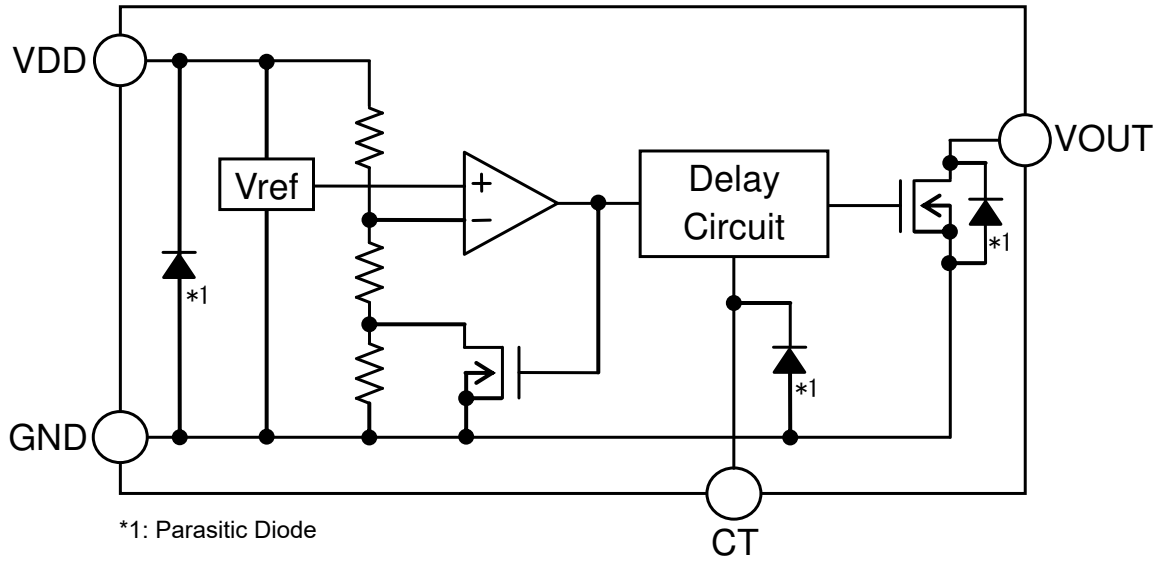 VDD
VOUT
Vref
+
−
Delay
Circuit
*1
*1
*1
GND
CT
*1: Parasitic Diode